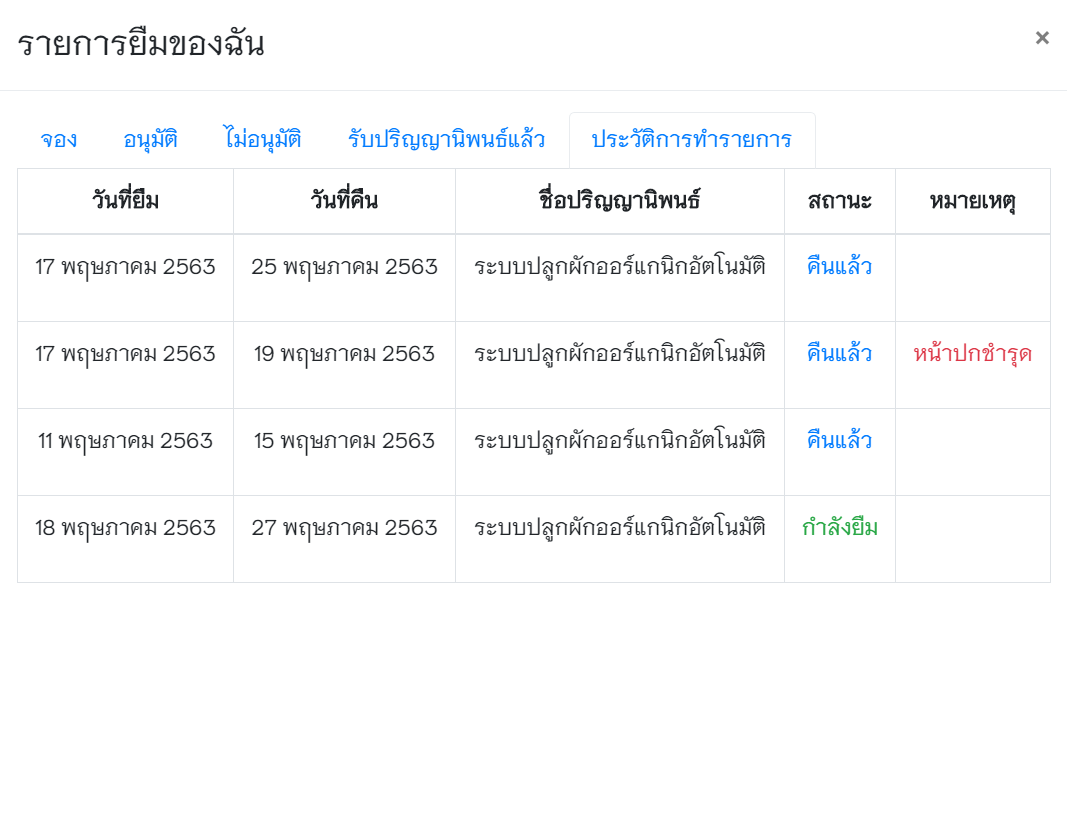 รายการยืมของฉัน ×
จอง อนุมัติ ไม่อนุมัติ รับปริญญานิพนธ์แล้ว ประวัติการทำรายการ
วันที่ยืม วันที่คืน ชื่อปริญญานิพนธ์ สถานะ หมายเหตุ
17 พฤษภาคม 2563 25 พฤษภาคม 2563 ระบบปลูกผักออร์แกนิกอัตโนมัติ คืนแล้ว
17 พฤษภาคม 2563 19 พฤษภาคม 2563 ระบบปลูกผักออร์แกนิกอัตโนมัติ คืนแล้ว หน้าปกชำรุด
11 พฤษภาคม 2563 15 พฤษภาคม 2563 ระบบปลูกผักออร์แกนิกอัตโนมัติ คืนแล้ว
18 พฤษภาคม 2563 27 พฤษภาคม 2563 ระบบปลูกผักออร์แกนิกอัตโนมัติ กำลังยืม